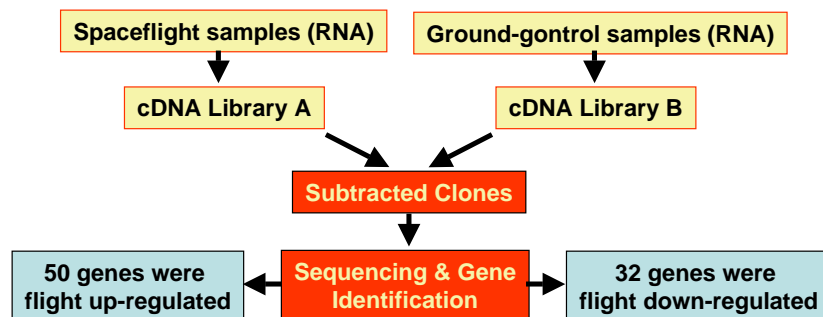 Spaceflight samples (RNA)
Ground-gontrol samples (RNA)
cDNA Library A
cDNA Library B
Subtracted Clones
50 genes were
flight up-regulated
Sequencing & Gene
Identification
32 genes were
flight down-regulated